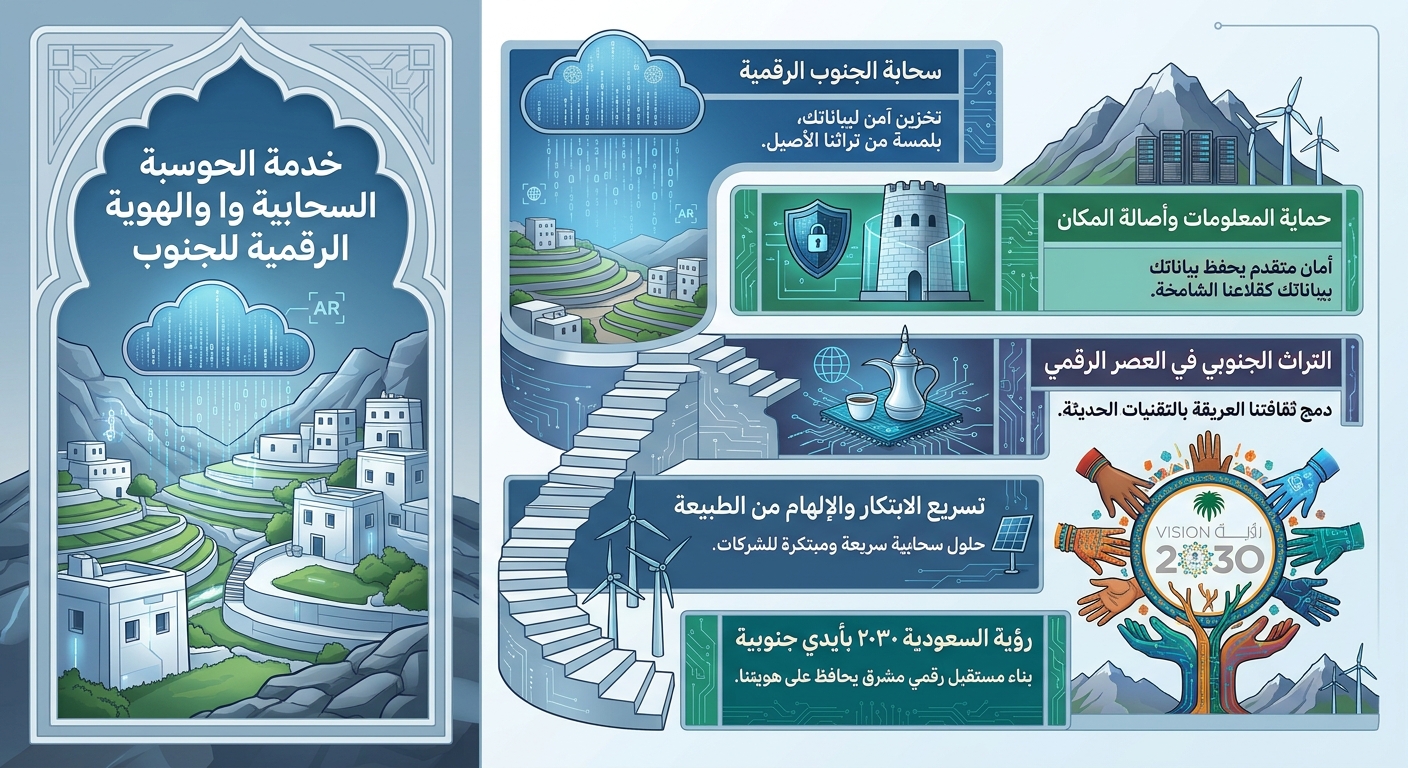 خدمة الحوسبة
السحابية وا والهوية
الرقمية للجنوب
AR
سحابة الجنوب الرقمية
تخزين آمن لبياناتك،
بلمسة من تراثنا الأصيل.
AR
حماية المعلومات وأصالة المكان
أمان متقدم يحفظ بياناتك
بياناتك كقلاعنا الشامخة.
التراث الجنوبي في العصر الرقمي
دمج ثقافتنا العريقة بالتقنيات الحديثة.
تسريع الابتكار والإلهام من الطبيعة
حلول سحابية سريعة ومبتكرة للشركات.
VISION رؤيـــة
2030
رؤية السعودية ٢٠٣٠ بأيدي جنوبية
بناء مستقبل رقمي مشرق يحافظ على هويتنا.